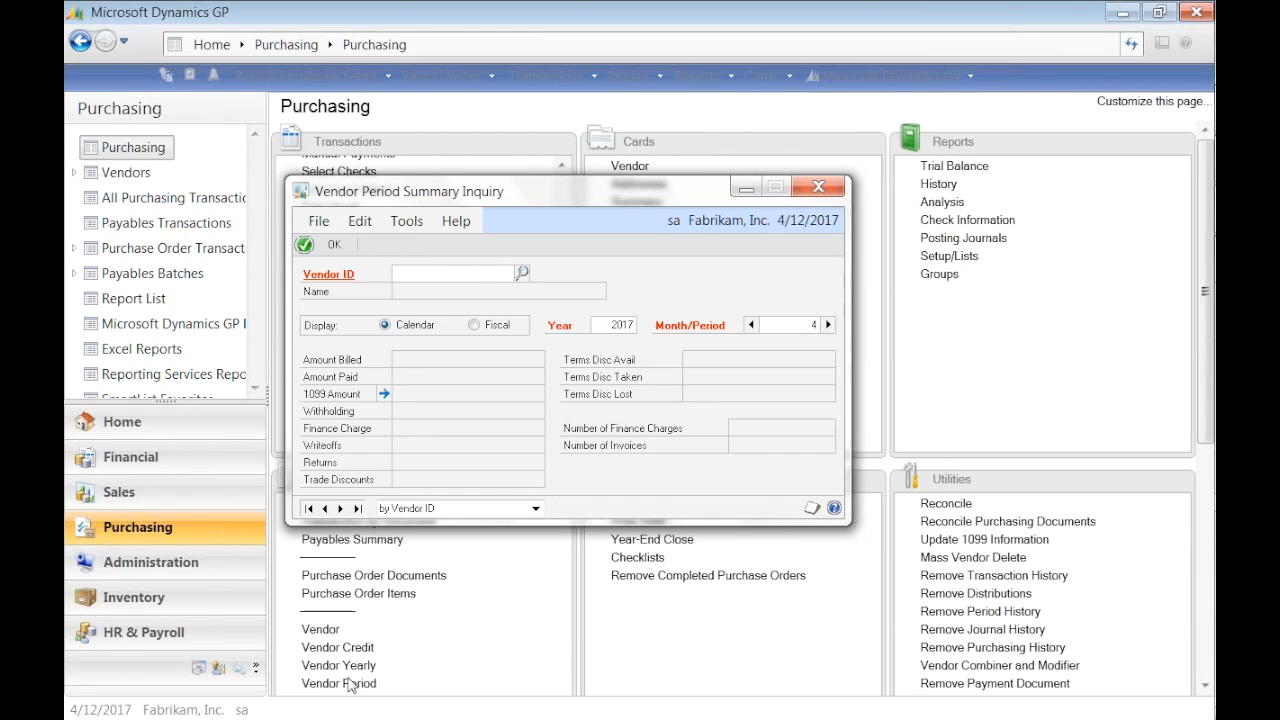 Microsoft Dynamics GP
Home
Purchasing
Purchasing
Purchasing
Purchasing
Customize this page...
Purchasing
Vendors
All Purchasing Transactic
Payables Transactions
Purchase Order Transact
Payables Batches
Report List
Microsoft Dynamics GP
Excel Reports
Reporting Services Repo
SmartList Favorites
Home
Financial
Sales
Purchasing
Administration
Inventory
HR & Payroll
4/12/2017 Fabrikam, Inc. sa
Transactions
Manual Payments
Select Checks
Cards
Vendor
Reports
Trial Balance
History
Analysis
Check Information
Posting Journals
Setup/Lists
Groups
Vendor Period Summary Inquiry
File Edit Tools Help
sa Fabrikam, Inc. 4/12/2017
OK
Vendor ID
Name
Display: Calendar Fiscal
Year 2017
Month/Period 4
Amount Billed
Amount Paid
1099 Amount
Withholding
Finance Charge
Writeoffs
Returns
Trade Discounts
Terms Disc Avail
Terms Disc Taken
Terms Disc Lost
Number of Finance Charges
Number of Invoices
by Vendor ID
Payables Summary
Purchase Order Documents
Purchase Order Items
Vendor
Vendor Credit
Vendor Yearly
Vendor Period
Year-End Close
Checklists
Remove Completed Purchase Orders
Utilities
Reconcile
Reconcile Purchasing Documents
Update 1099 Information
Mass Vendor Delete
Remove Transaction History
Remove Distributions
Remove Period History
Remove Journal History
Remove Purchasing History
Vendor Combiner and Modifier
Remove Payment Document